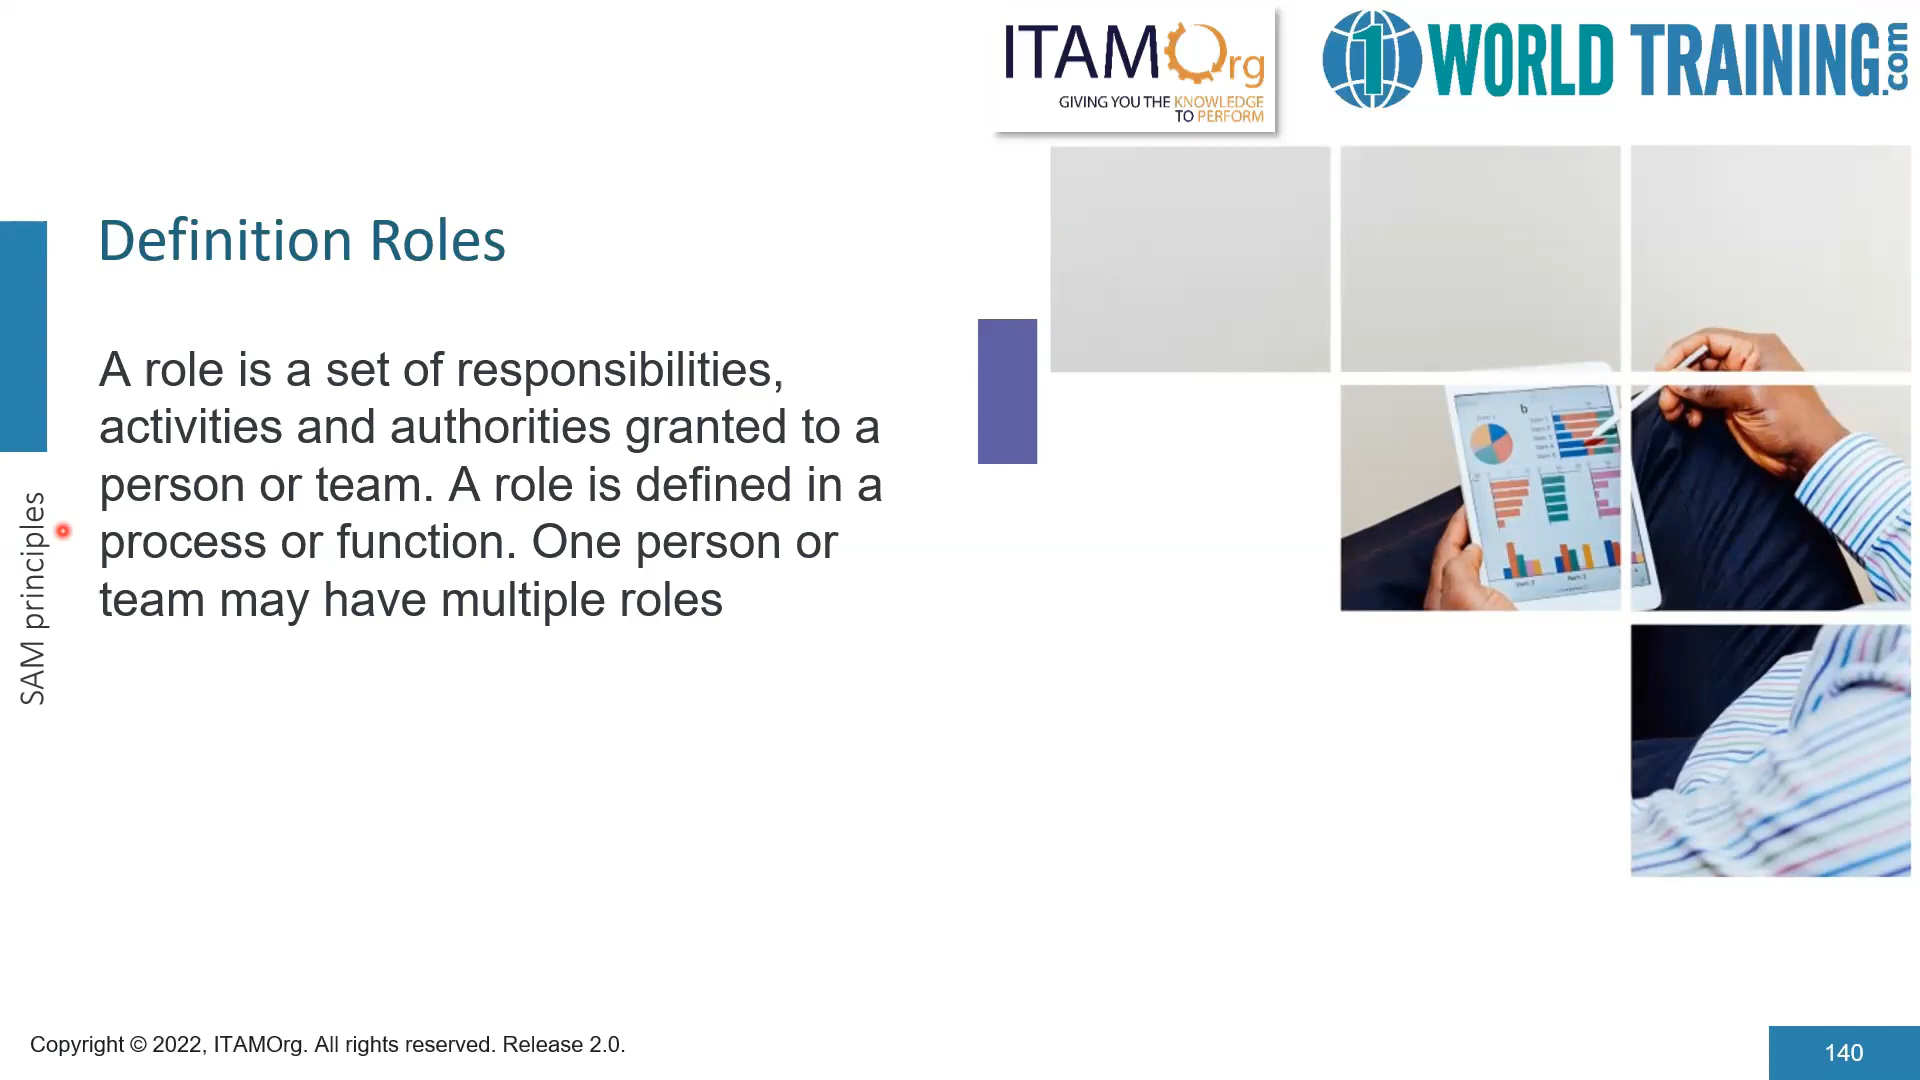 ITAMOrg
GIVING YOU THE KNOWLEDGE
TO PERFORM
1 WORLD TRAINING.com
Definition Roles
A role is a set of responsibilities,
activities and authorities granted to a
person or team. A role is defined in a
process or function. One person or
team may have multiple roles
SAM principles
b
Copyright © 2022, ITAMOrg. All rights reserved. Release 2.0.
140